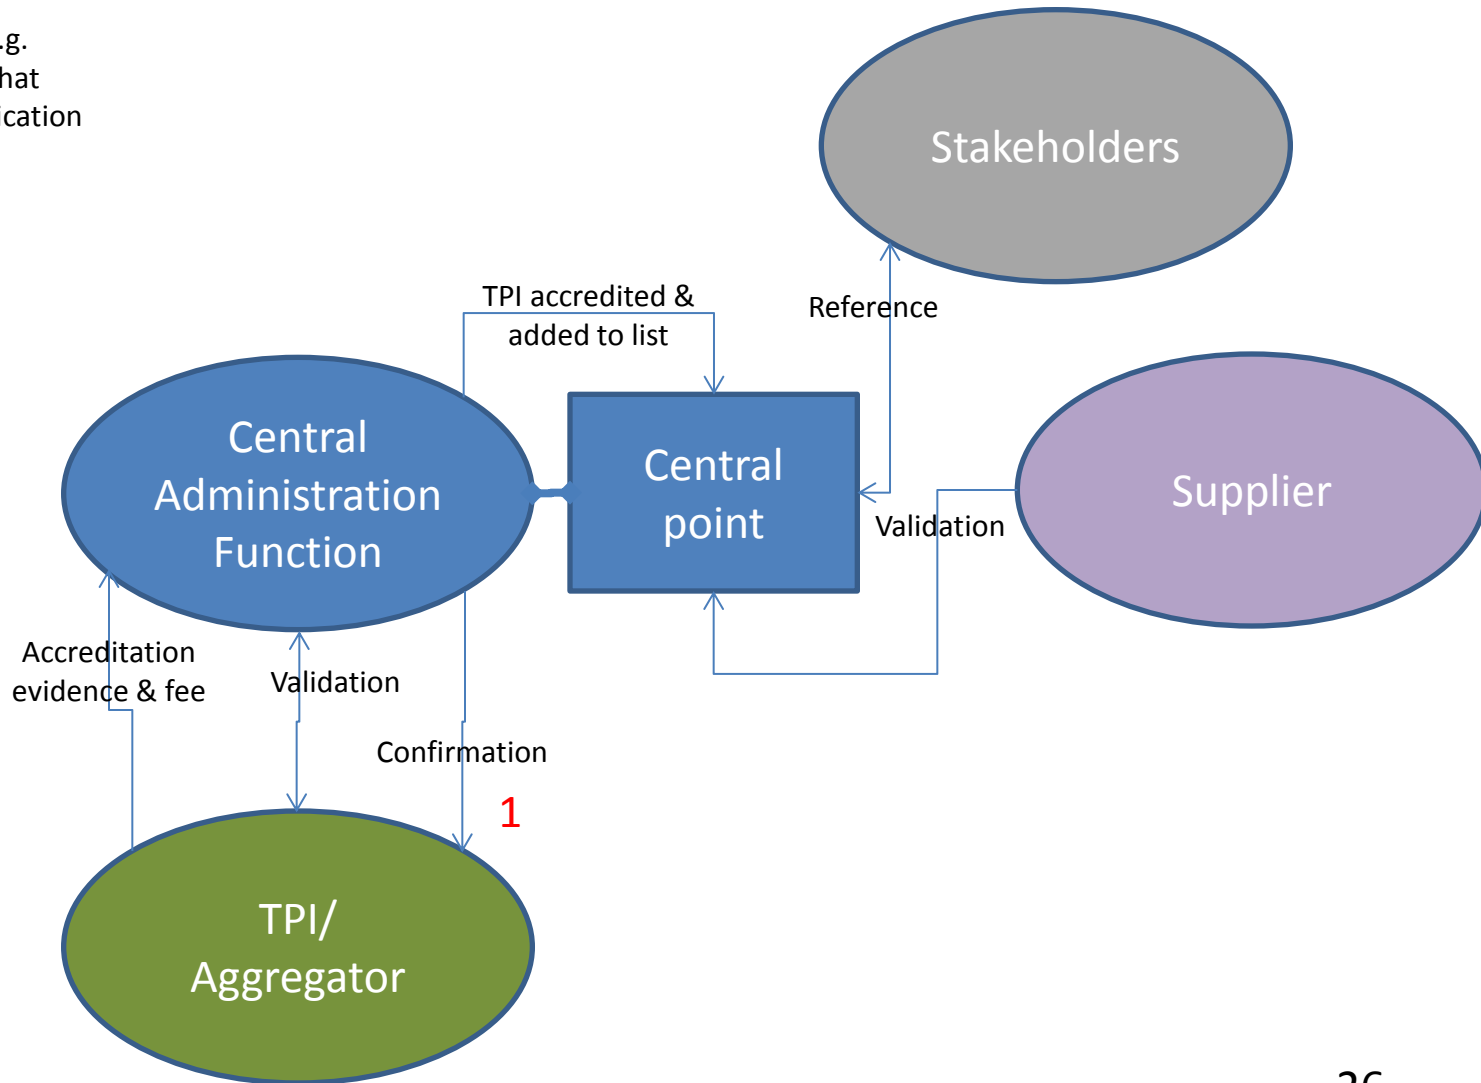 .g.
hat
ication
Stakeholders
TPI accredited &
added to list
Reference
Central
Administration
Function
Central
point
Supplier
Validation
Accreditation
evidence & fee
Validation
Confirmation
1
TPI/
Aggregator